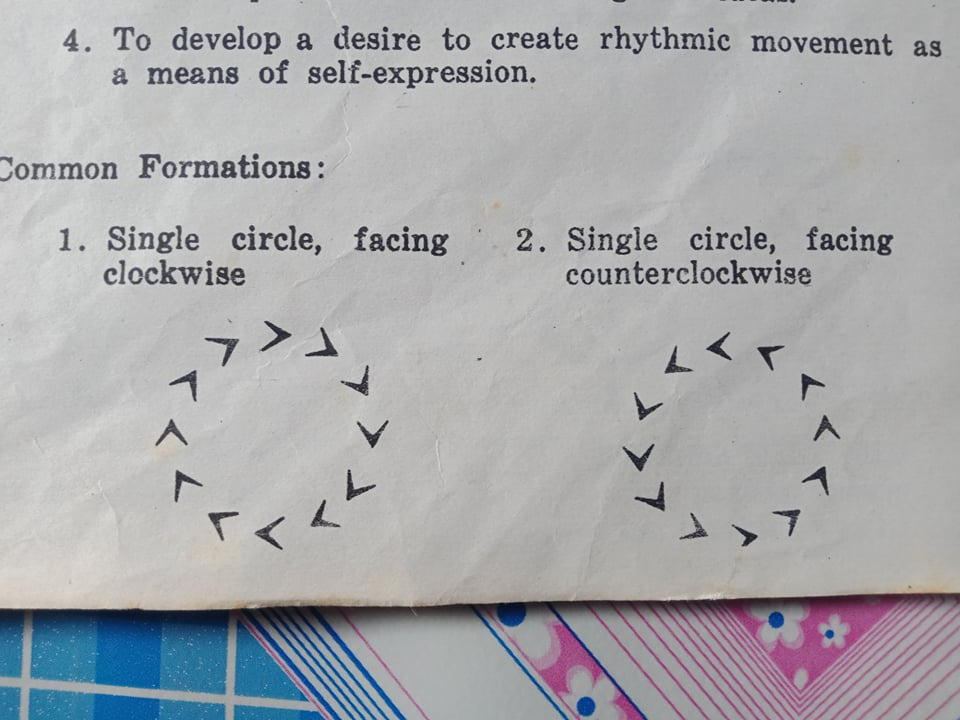 4. To develop a desire to create rhythmic movement as
a means of self-expression.
Common Formations:
1. Single circle, facing
clockwise
2. Single circle, facing
counterclockwise